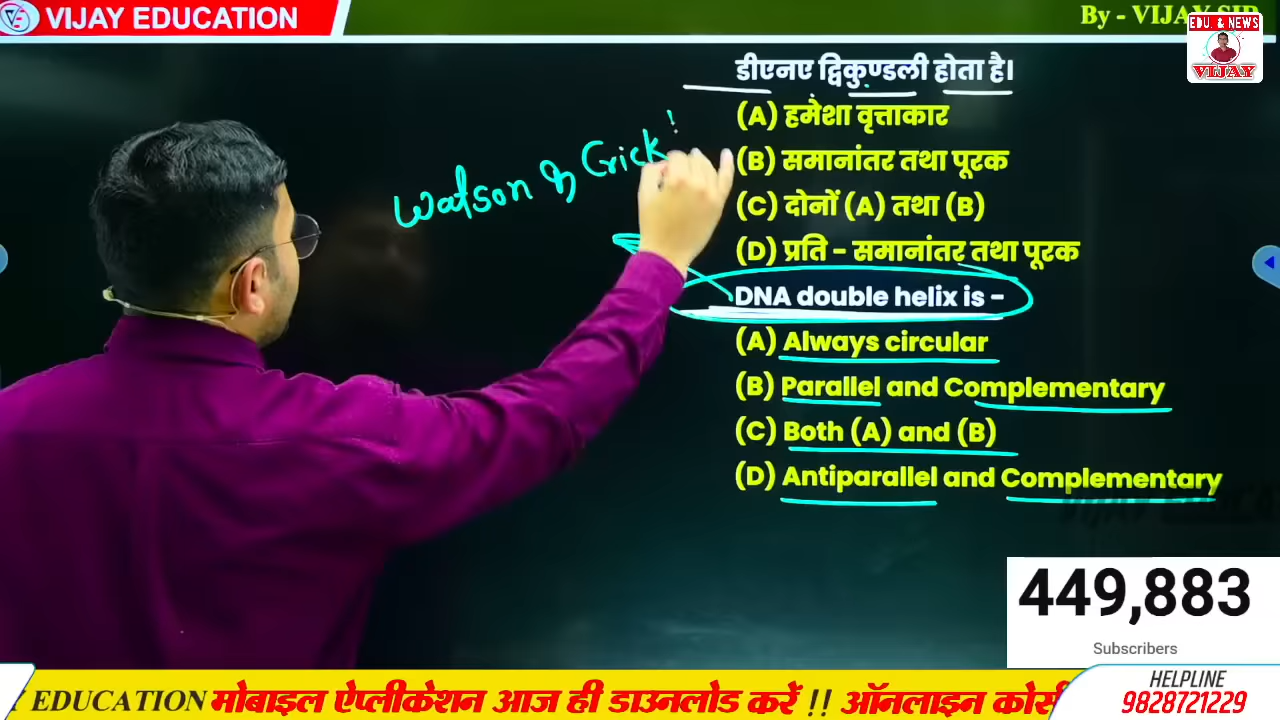 VIJAY EDUCATION
By - VIJAY SIR
EDU. & NEWS
VIJAY
डीएनए द्विकुण्डली होता है।
(A) हमेशा वृत्ताकार
(B) समानांतर तथा पूरक
(C) दोनों (A) तथा (B)
(D) प्रति - समानांतर तथा पूरक
Watson & Crick
DNA double helix is -
(A) Always circular
(B) Parallel and Complementary
(C) Both (A) and (B)
(D) Antiparallel and Complementary
449,883
Subscribers
EDUCATION मोबाइल ऐप्लीकेशन आज ही डाउनलोड करें !! ऑनलाइन कोर्स
HELPLINE
9828721229